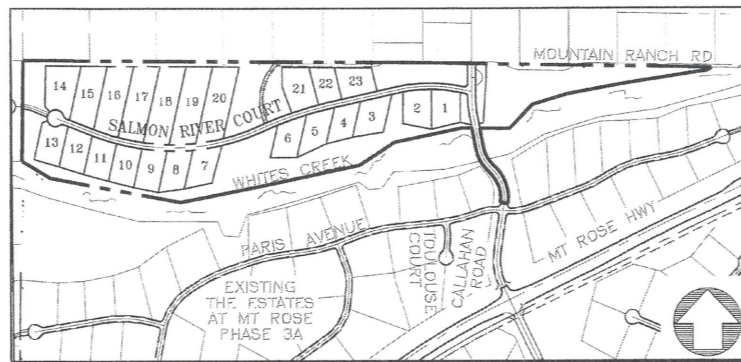 MOUNTAIN RANCH RD
14 15 16 17 18 19 20
21 22 23
SALMON RIVER COURT
13 12 11 10 9 8 7
6 5 4 3
2 1
WHITES CREEK
PARIS AVENUE
TOULOUSE
COURT
CALLAHAN
ROAD
MT ROSE HWY
EXISTING
THE ESTATES
AT MT ROSE
PHASE 3A